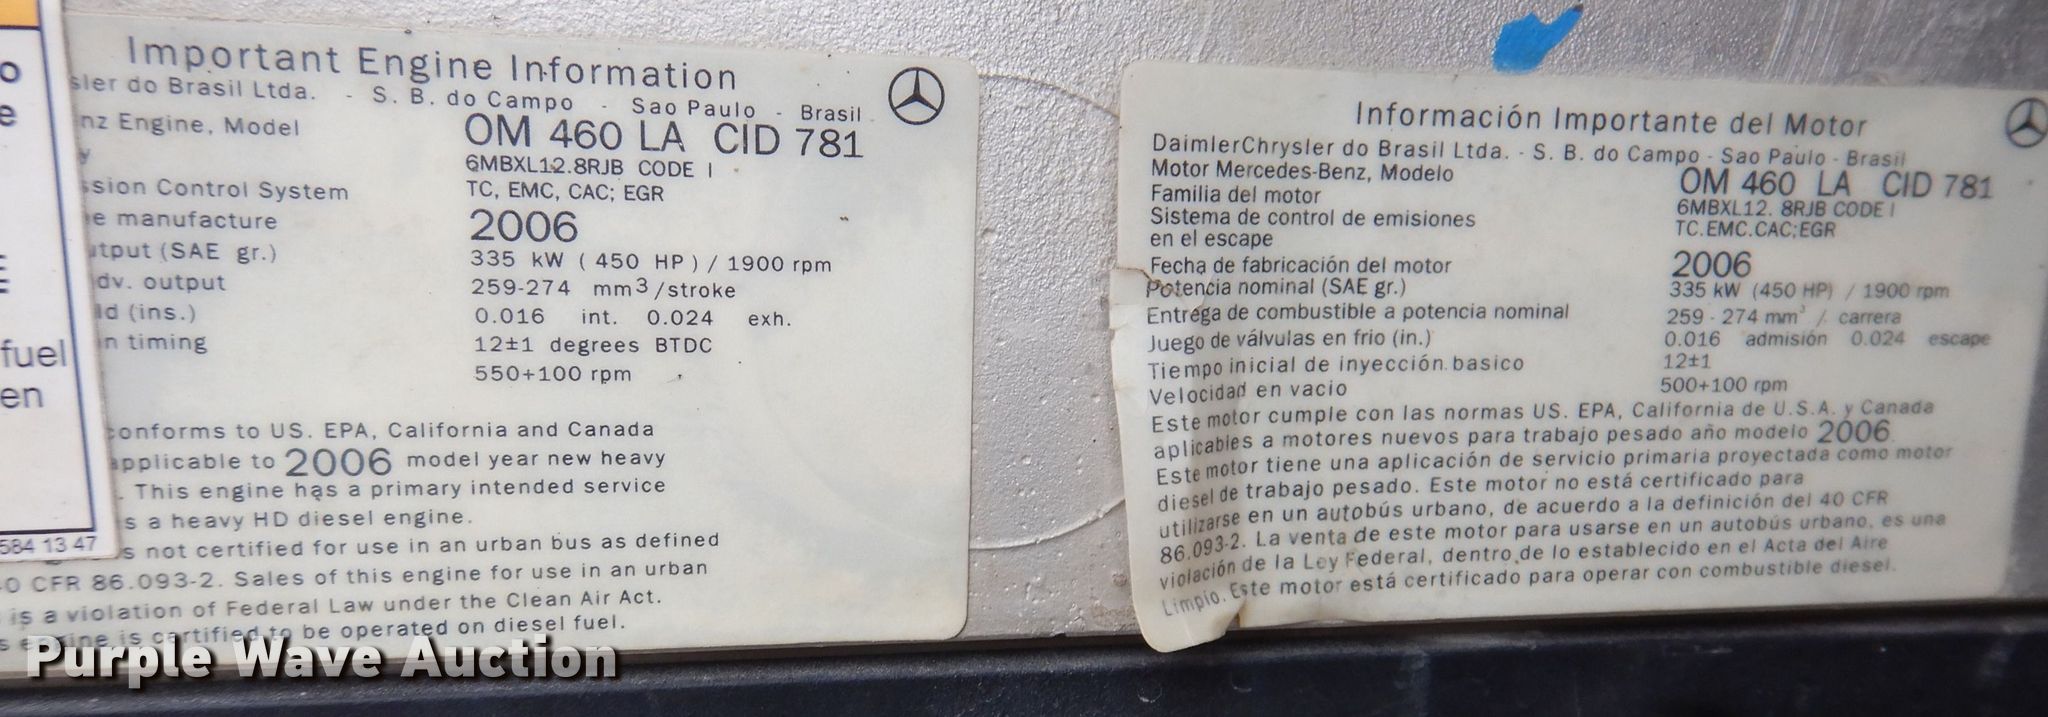 o
e
E
fuel
en
584 13 47
Important Engine Information
sler do Brasil Ltda. - S. B. do Campo - Sao Paulo - Brasil
nz Engine, Model OM 460 LA CID 781
y 6MBXL12.8RJB CODE I
ssion Control System TC, EMC, CAC; EGR
e manufacture 2006
utput (SAE gr.) 335 kW ( 450 HP ) / 1900 rpm
dv. output 259-274 mm3/stroke
ld (ins.) 0.016 int. 0.024 exh.
n timing 12±1 degrees BTDC
550+100 rpm
conforms to US. EPA, California and Canada
applicable to 2006 model year new heavy
. This engine has a primary intended service
s a heavy HD diesel engine.
s not certified for use in an urban bus as defined
40 CFR 86.093-2. Sales of this engine for use in an urban
is a violation of Federal Law under the Clean Air Act.
s engine is certified to be operated on diesel fuel.
Información Importante del Motor
DaimlerChrysler do Brasil Ltda. - S. B. do Campo - Sao Paulo - Brasil
Motor Mercedes-Benz, Modelo OM 460 LA CID 781
Familia del motor 6MBXL12. 8RJB CODE I
Sistema de control de emisiones TC.EMC.CAC;EGR
en el escape
Fecha de fabricación del motor 2006
Potencia nominal (SAE gr.) 335 kW (450 HP) / 1900 rpm
Entrega de combustible a potencia nominal 259 - 274 mm³ / carrera
Juego de válvulas en frio (in.) 0.016 admisión 0.024 escape
Tiempo inicial de inyección basico 12±1
Velocidad en vacio 500+100 rpm
Este motor cumple con las normas US. EPA, California de U.S.A. y Canada
aplicables a motores nuevos para trabajo pesado año modelo 2006
Este motor tiene una aplicación de servicio primaria proyectada como motor
diesel de trabajo pesado. Este motor no está certificado para
utilizarse en un autobús urbano, de acuerdo a la definición del 40 CFR
86.093-2. La venta de este motor para usarse en un autobús urbano, es una
violación de la Ley Federal, dentro de lo establecido en el Acta del Aire
Limpio. Este motor está certificado para operar con combustible diesel.
Purple Wave Auction